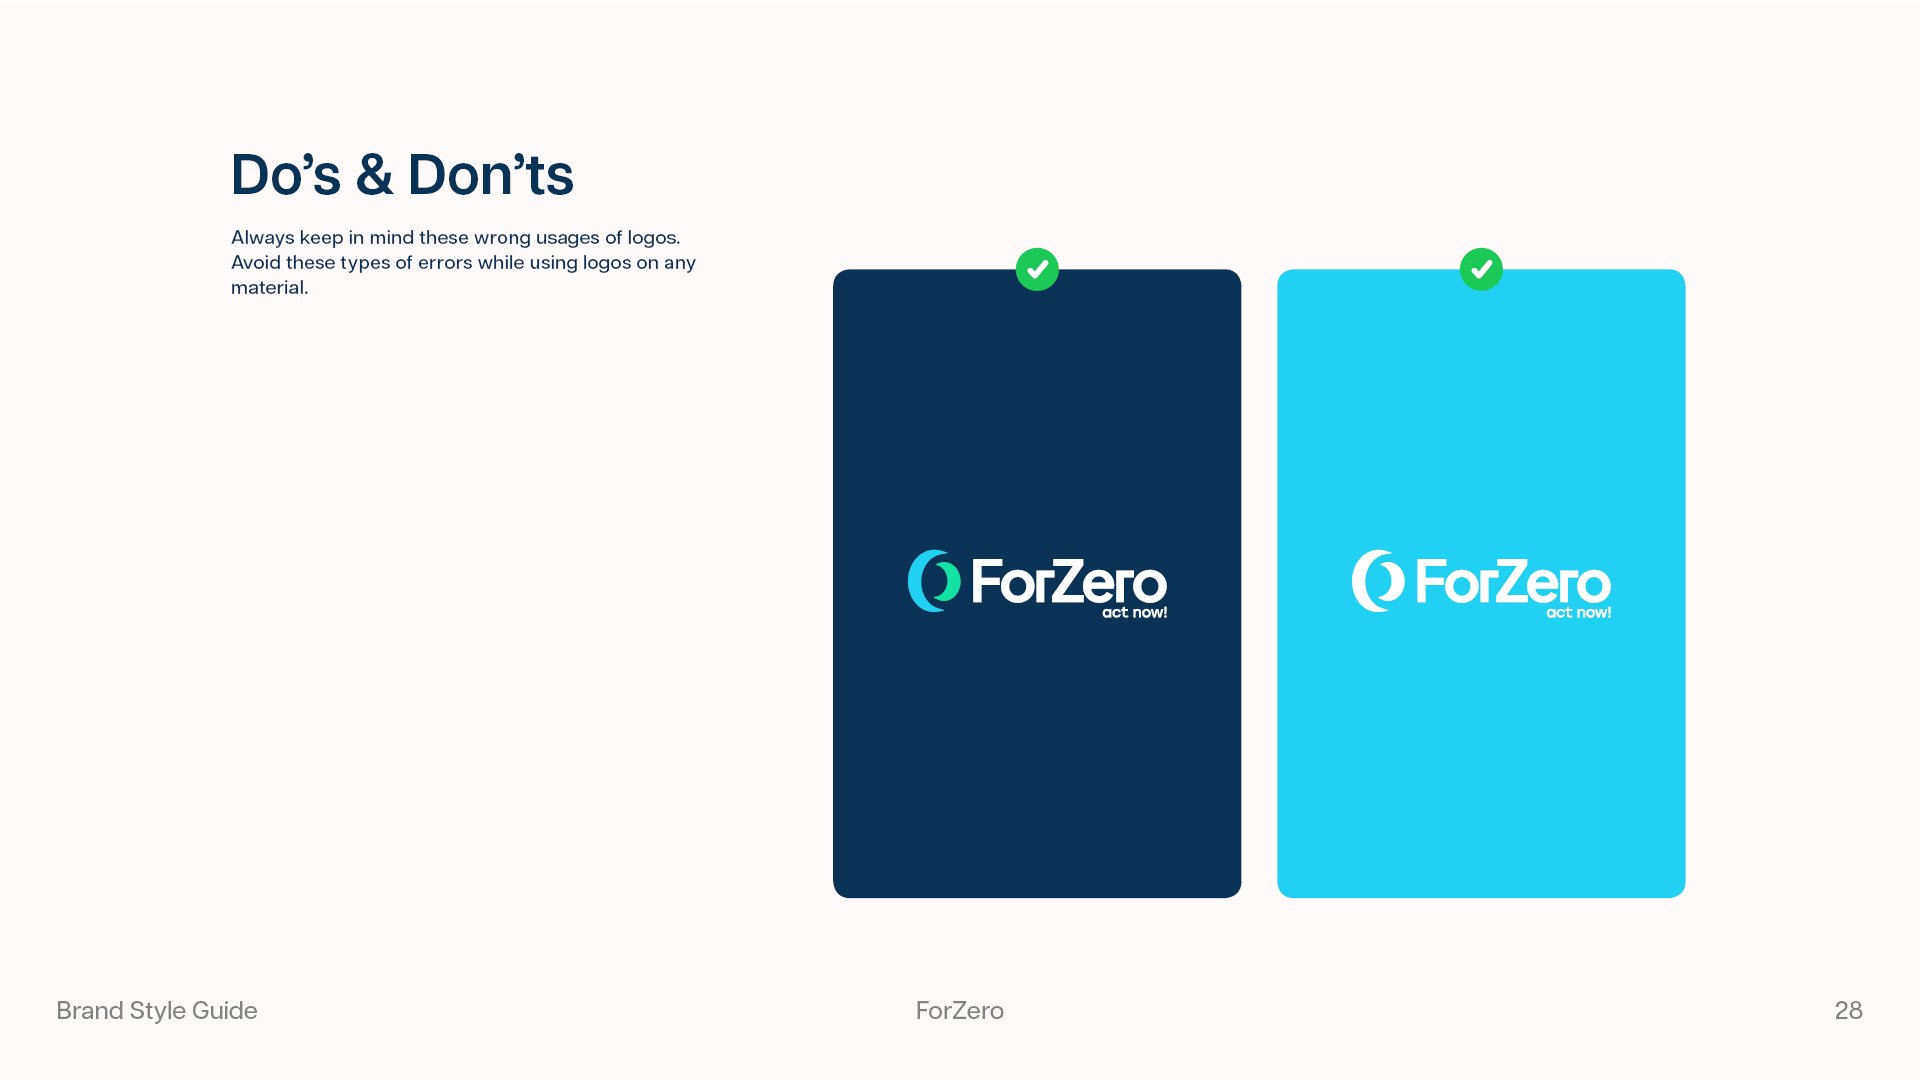 Do’s & Don’ts
Always keep in mind these wrong usages of logos.
Avoid these types of errors while using logos on any
material.
ForZero
act now!
ForZero
act now!
Brand Style Guide
ForZero
28